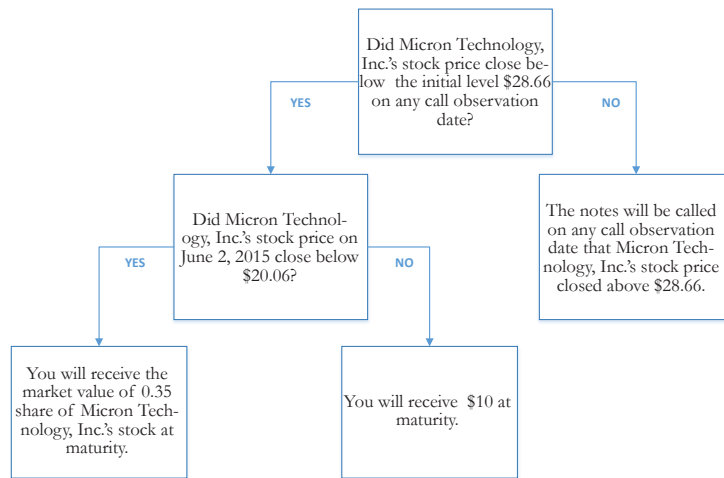 Did Micron Technology,
Inc.'s stock price close be-
low the initial level $28.66
on any call observation
date?
YES
NO
Did Micron Technol-
ogy, Inc.'s stock price on
June 2, 2015 close below
$20.06?
The notes will be called
on any call observation
date that Micron Tech-
nology, Inc.'s stock price
closed above $28.66.
YES
NO
You will receive the
market value of 0.35
share of Micron Tech-
nology, Inc.'s stock at
maturity.
You will receive $10 at
maturity.